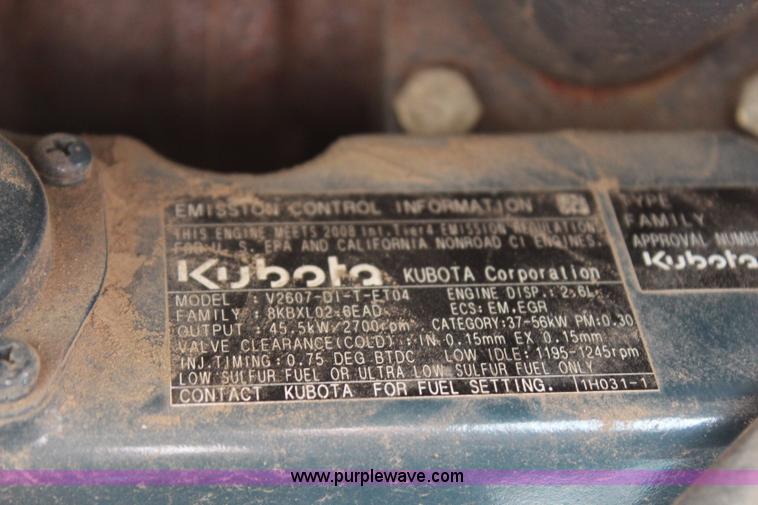 EMISSION CONTROL INFORMATION
THIS ENGINE MEETS 2008 Int.Tier4 EMISSION REGULATION
FOR U.S. EPA AND CALIFORNIA NONROAD CI ENGINES.
Kubota KUBOTA Corporation
MODEL : V2607-DI-T-ET04 ENGINE DISP.: 2.6L
FAMILY : 8KBXL02.6EAD ECS: EM,EGR
OUTPUT : 45.5kW/2700rpm CATEGORY:37-56kW PM:0.30
VALVE CLEARANCE(COLD) : IN 0.15mm EX 0.15mm
INJ.TIMING : 0.75 DEG BTDC LOW IDLE: 1195-1245rpm
LOW SULFUR FUEL OR ULTRA LOW SULFUR FUEL ONLY
CONTACT KUBOTA FOR FUEL SETTING. 1H031-1
TYPE
FAMILY
APPROVAL NUMBE
Kubota
www.purplewave.com